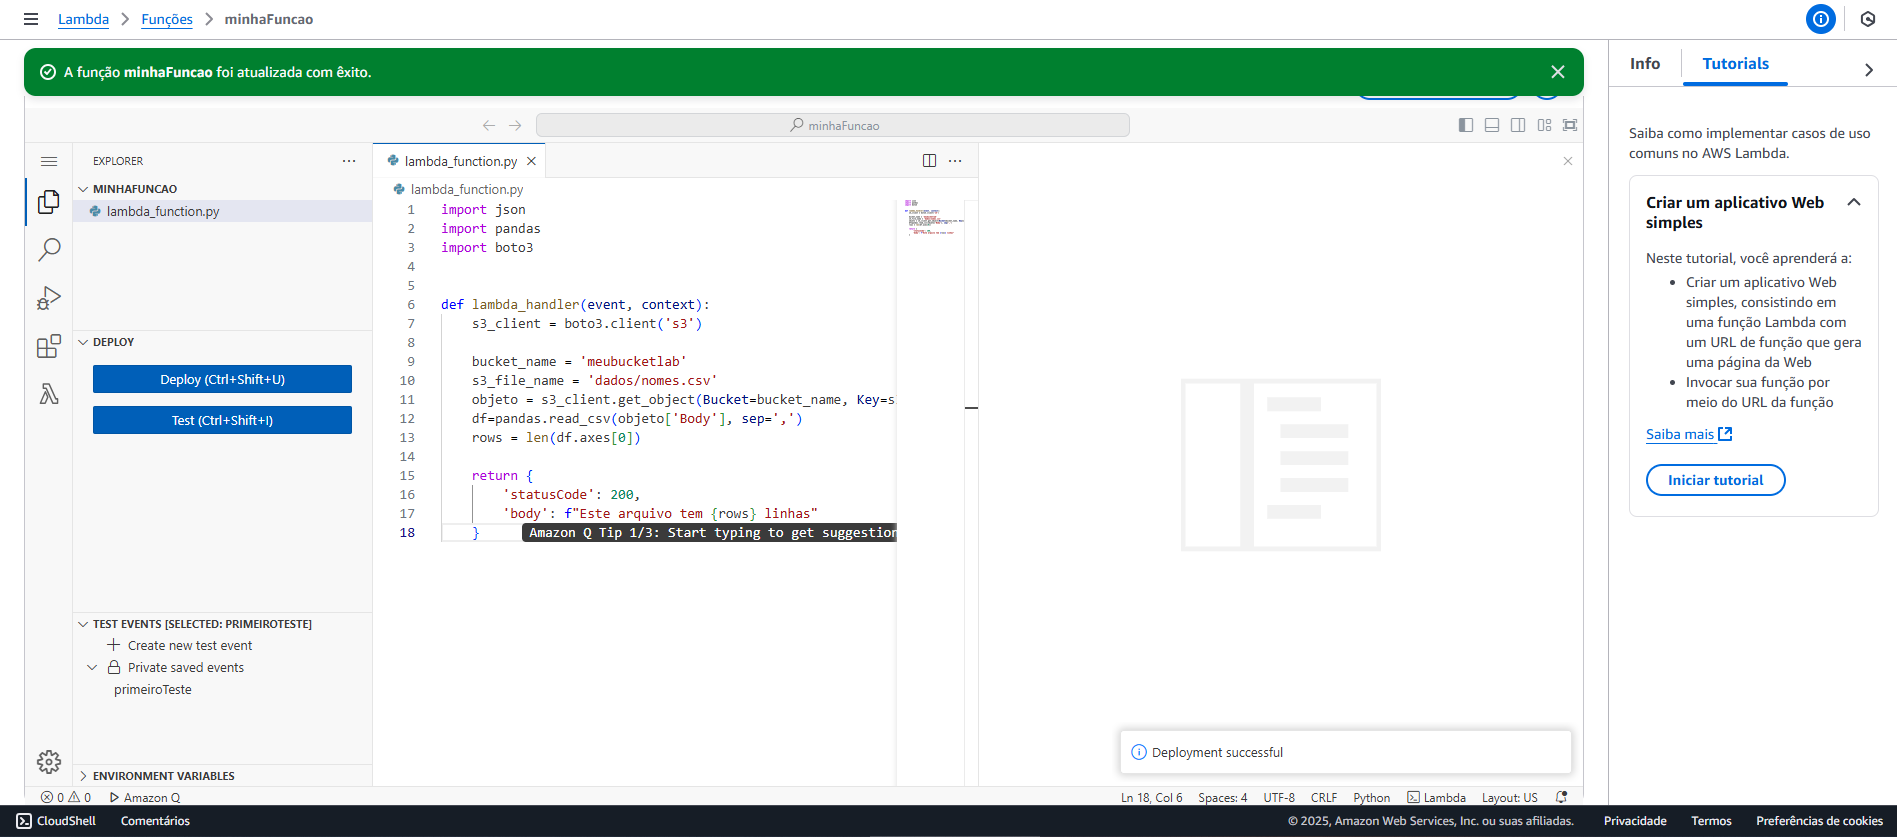 Lambda > Funções > minhaFuncao
A função minhaFuncao foi atualizada com êxito.
Info
Tutorials
minhaFuncao
EXPLORER
MINHAFUNCAO
lambda_function.py
DEPLOY
Deploy (Ctrl+Shift+U)
Test (Ctrl+Shift+I)
TEST EVENTS [SELECTED: PRIMEIROTESTE]
Create new test event
Private saved events
primeiroTeste
ENVIRONMENT VARIABLES
lambda_function.py
lambda_function.py
1 import json
2 import pandas
3 import boto3
4
5
6 def lambda_handler(event, context):
7 s3_client = boto3.client('s3')
8
9 bucket_name = 'meubucketlab'
10 s3_file_name = 'dados/nomes.csv'
11 objeto = s3_client.get_object(Bucket=bucket_name, Key=s
12 df=pandas.read_csv(objeto['Body'], sep=',')
13 rows = len(df.axes[0])
14
15 return {
16 'statusCode': 200,
17 'body': f"Este arquivo tem {rows} linhas"
18 } Amazon Q Tip 1/3: Start typing to get suggestion
Deployment successful
Saiba como implementar casos de uso
comuns no AWS Lambda.
Criar um aplicativo Web
simples
Neste tutorial, você aprenderá a:
• Criar um aplicativo Web
simples, consistindo em
uma função Lambda com
um URL de função que gera
uma página da Web
• Invocar sua função por
meio do URL da função
Saiba mais
Iniciar tutorial
0 0 Amazon Q
Ln 18, Col 6 Spaces: 4 UTF-8 CRLF Python Lambda Layout: US
CloudShell Comentários
© 2025, Amazon Web Services, Inc. ou suas afiliadas. Privacidade Termos Preferências de cookies